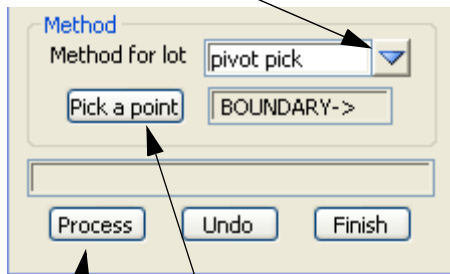 Method
Method for lot pivot pick
Pick a point BOUNDARY->
Process Undo Finish